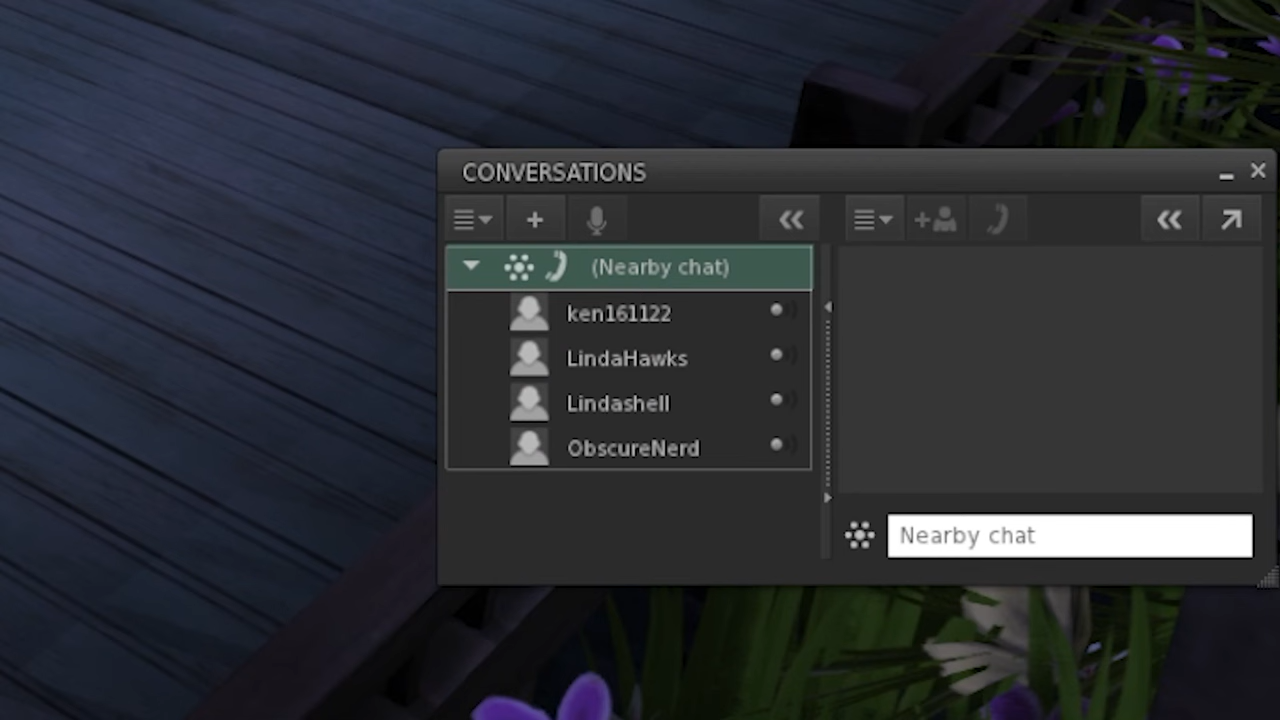 CONVERSATIONS
(Nearby chat)
ken161122
LindaHawks
Lindashell
ObscureNerd
Nearby chat